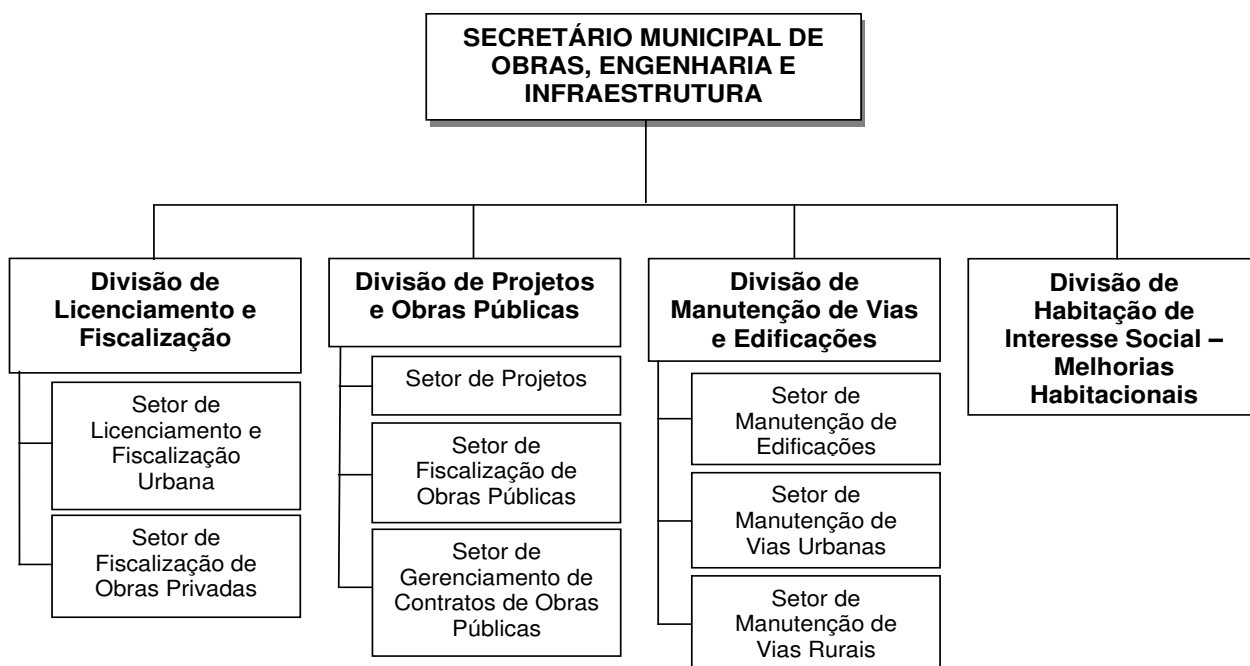 SECRETÁRIO MUNICIPAL DE
OBRAS, ENGENHARIA E
INFRAESTRUTURA
Divisão de
Licenciamento e
Fiscalização
Setor de
Licenciamento e
Fiscalização
Urbana
Setor de
Fiscalização de
Obras Privadas
Divisão de Projetos
e Obras Públicas
Setor de Projetos
Setor de
Fiscalização de
Obras Públicas
Setor de
Gerenciamento de
Contratos de Obras
Públicas
Divisão de
Manutenção de Vias
e Edificações
Setor de
Manutenção de
Edificações
Setor de
Manutenção de
Vias Urbanas
Setor de
Manutenção de
Vias Rurais
Divisão de
Habitação de
Interesse Social –
Melhorias
Habitacionais